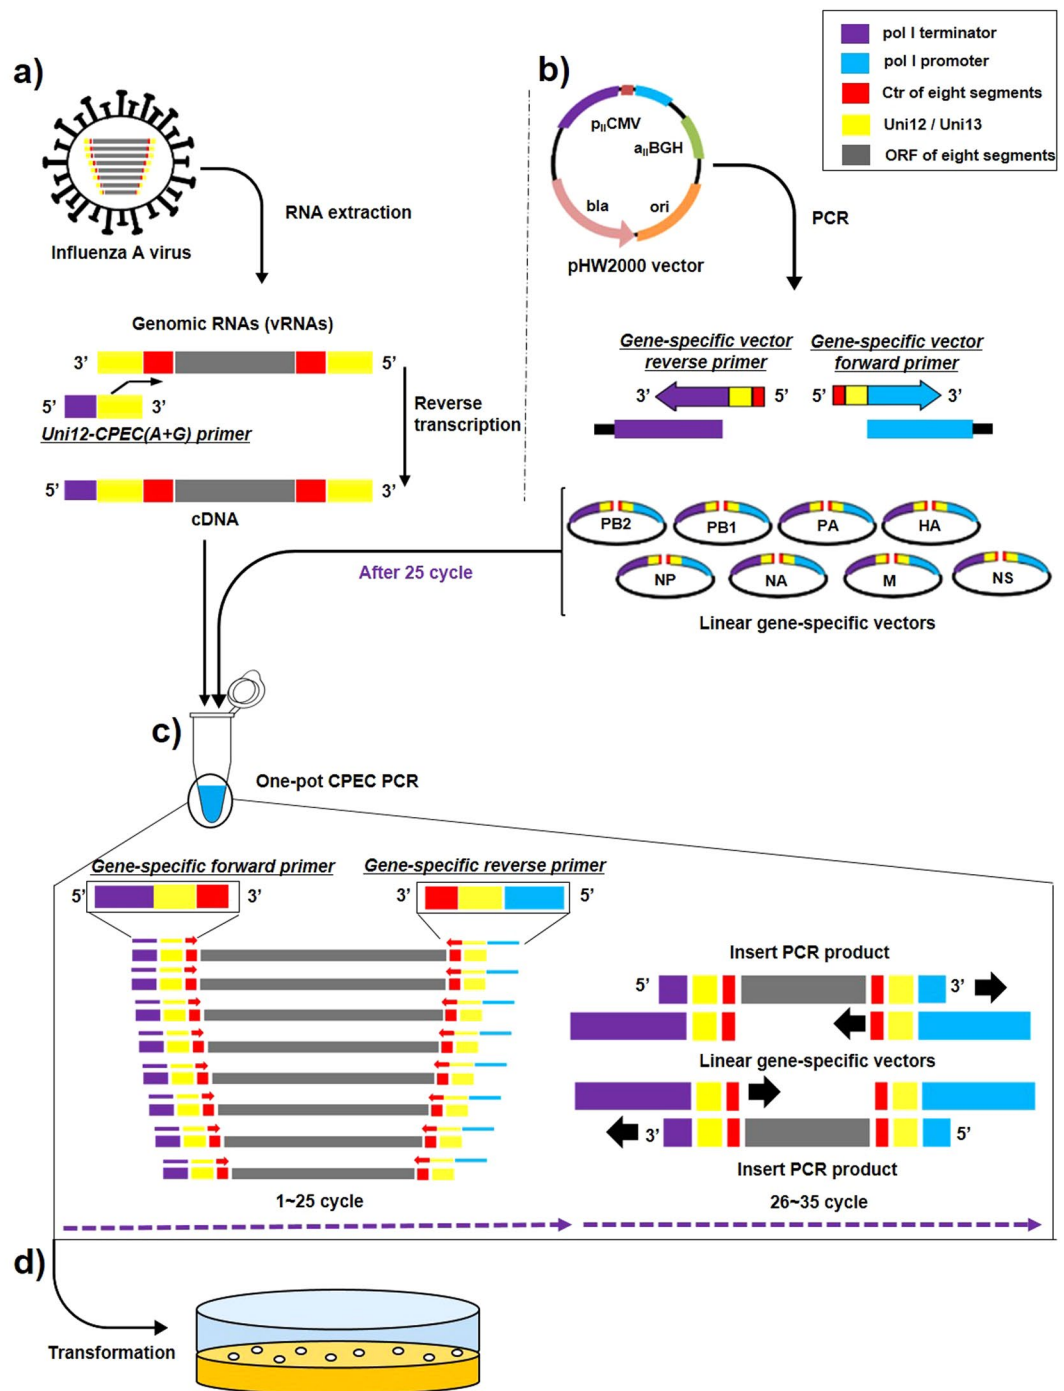 pol I terminator
pol I promoter
Ctr of eight segments
Uni12 / Uni13
ORF of eight segments
a)
Influenza A virus
RNA extraction
Genomic RNAs (vRNAs)
3’ 5’
5’ 3’
Uni12-CPEC(A+G) primer
Reverse
transcription
5’ 3’
cDNA
b)
pIICMV
aIIBGH
bla ori
pHW2000 vector
PCR
Gene-specific vector
reverse primer
3’ 5’
Gene-specific vector
forward primer
5’ 3’
PB2 PB1 PA HA
NP NA M NS
Linear gene-specific vectors
After 25 cycle
c)
One-pot CPEC PCR
Gene-specific forward primer
5’ 3’
Gene-specific reverse primer
3’ 5’
1~25 cycle
Insert PCR product
5’ 3’
Linear gene-specific vectors
3’ 5’
Insert PCR product
26~35 cycle
d)
Transformation